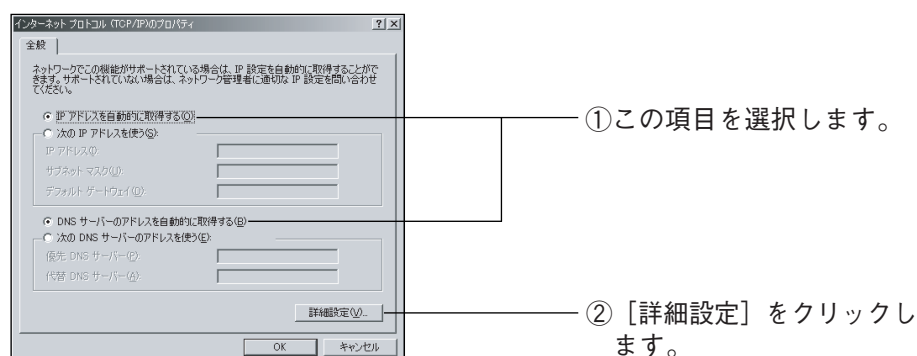 インターネット プロトコル (TCP/IP)のプロパティ
全般
ネットワークでこの機能がサポートされている場合は、IP 設定を自動的に取得することがで
きます。サポートされていない場合は、ネットワーク管理者に適切な IP 設定を問い合わせ
てください。
IP アドレスを自動的に取得する(O)
次の IP アドレスを使う(S):
IP アドレス(I):
サブネット マスク(U):
デフォルト ゲートウェイ(D):
DNS サーバーのアドレスを自動的に取得する(B)
次の DNS サーバーのアドレスを使う(E):
優先 DNS サーバー(P):
代替 DNS サーバー(A):
詳細設定(V)...
OK
キャンセル
①この項目を選択します。
②［詳細設定］をクリックし
ます。